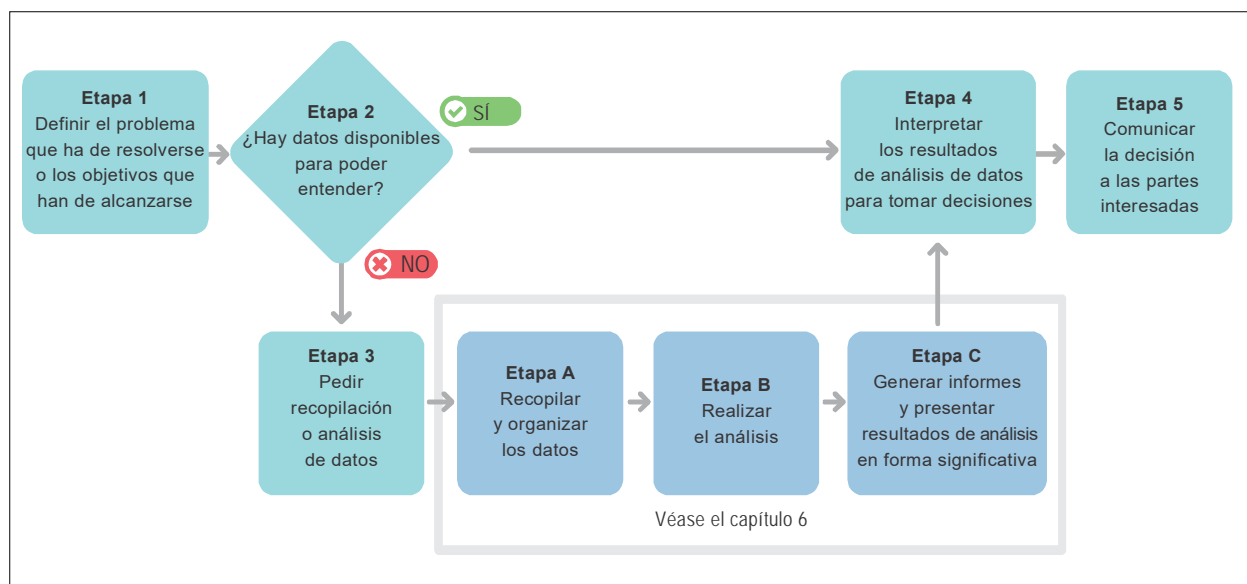 Etapa 1
Definir el problema
que ha de resolverse
o los objetivos que
han de alcanzarse
Etapa 2
¿Hay datos disponibles
para poder
entender?
SÍ
NO
Etapa 4
Interpretar
los resultados
de análisis de datos
para tomar decisiones
Etapa 5
Comunicar
la decisión
a las partes
interesadas
Etapa 3
Pedir
recopilación
o análisis
de datos
Etapa A
Recopilar
y organizar
los datos
Etapa B
Realizar
el análisis
Etapa C
Generar informes
y presentar
resultados de análisis
en forma significativa
Véase el capítulo 6